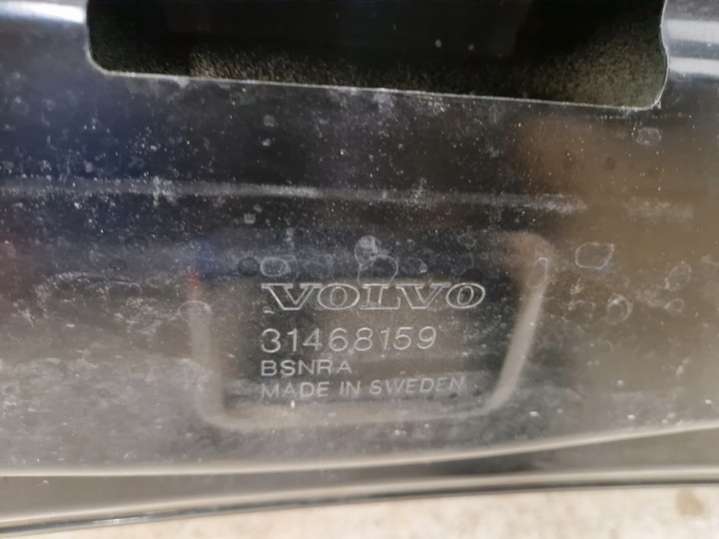 VOLVO
31468159
BSNRA
MADE IN SWEDEN